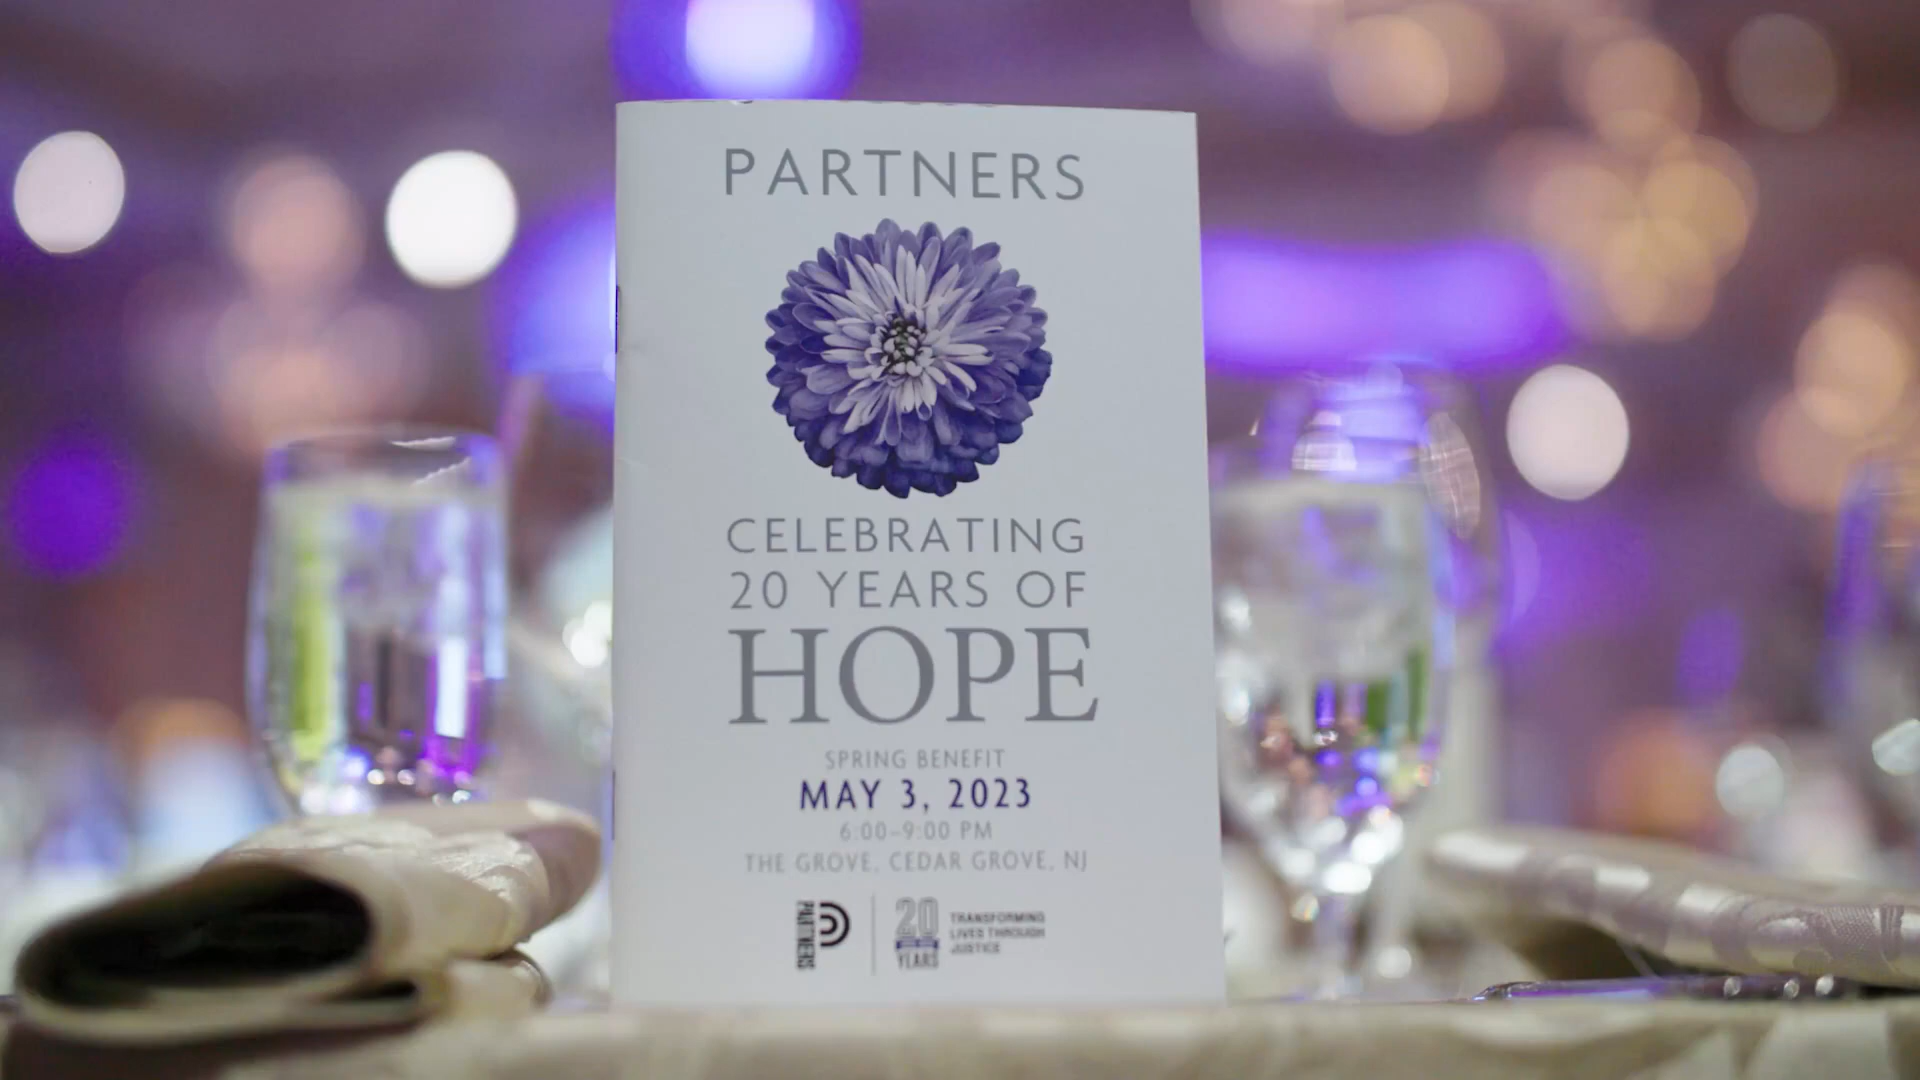 PARTNERS
CELEBRATING
20 YEARS OF
HOPE
SPRING BENEFIT
MAY 3, 2023
6:00–9:00 PM
THE GROVE, CEDAR GROVE, NJ
PARTNERS
20
YEARS
TRANSFORMING
LIVES THROUGH
JUSTICE